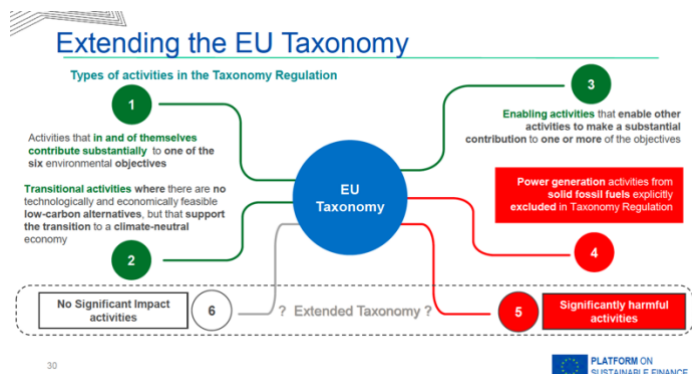 Extending the EU Taxonomy
Types of activities in the Taxonomy Regulation
1
Activities that in and of themselves
contribute substantially to one of the
six environmental objectives
Transitional activities where there are no
technologically and economically feasible
low-carbon alternatives, but that support
the transition to a climate-neutral
economy
2
EU
Taxonomy
3
Enabling activities that enable other
activities to make a substantial
contribution to one or more of the objectives
Power generation activities from
solid fossil fuels explicitly
excluded in Taxonomy Regulation
4
No Significant Impact
activities
6
? Extended Taxonomy ?
5
Significantly harmful
activities
30
PLATFORM ON
SUSTAINABLE FINANCE